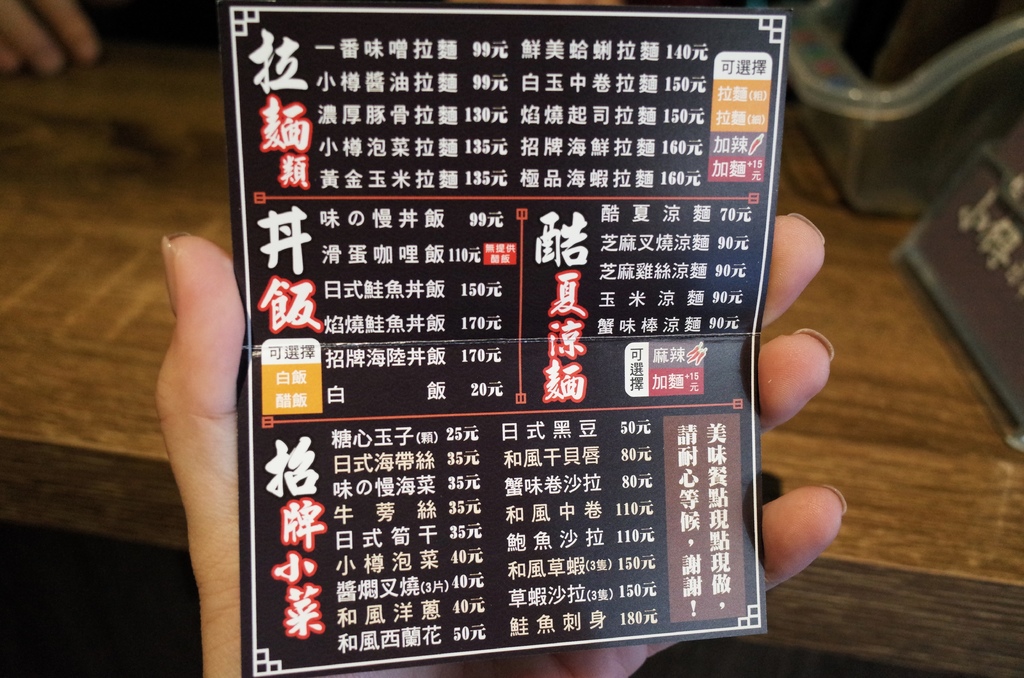 拉麵類
一番味噌拉麵 99元
小樽醬油拉麵 99元
濃厚豚骨拉麵 130元
小樽泡菜拉麵 135元
黃金玉米拉麵 135元
鮮美蛤蜊拉麵 140元
白玉中卷拉麵 150元
焰燒起司拉麵 150元
招牌海鮮拉麵 160元
極品海蝦拉麵 160元
可選擇
拉麵(粗)
拉麵(細)
加辣
加麵+15元
丼飯
味の慢丼飯 99元
滑蛋咖哩飯 110元 無提供醋飯
日式鮭魚丼飯 150元
焰燒鮭魚丼飯 170元
招牌海陸丼飯 170元
白飯 20元
可選擇
白飯
醋飯
酷夏涼麵
酷夏涼麵 70元
芝麻叉燒涼麵 90元
芝麻雞絲涼麵 90元
玉米涼麵 90元
蟹味棒涼麵 90元
可選擇
麻辣
加麵+15元
招牌小菜
糖心玉子(顆) 25元
日式海帶絲 35元
味の慢海菜 35元
牛蒡絲 35元
日式筍干 35元
小樽泡菜 40元
醬燜叉燒(3片) 40元
和風洋蔥 40元
和風西蘭花 50元
日式黑豆 50元
和風干貝唇 80元
蟹味卷沙拉 80元
和風中卷 110元
鮑魚沙拉 110元
和風草蝦(3隻) 150元
草蝦沙拉(3隻) 150元
鮭魚刺身 180元
美味餐點現點現做，
請耐心等候，謝謝！